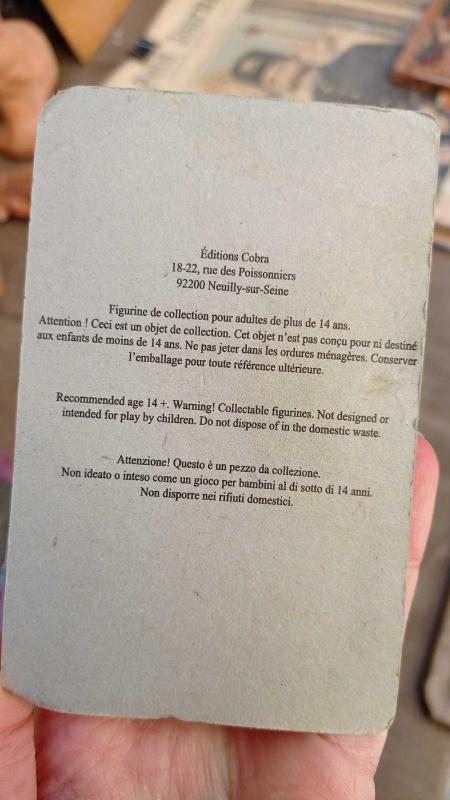 Éditions Cobra
18-22, rue des Poissonniers
92200 Neuilly-sur-Seine
Figurine de collection pour adultes de plus de 14 ans.
Attention ! Ceci est un objet de collection. Cet objet n'est pas conçu pour ni destiné
aux enfants de moins de 14 ans. Ne pas jeter dans les ordures ménagères. Conserver
l'emballage pour toute référence ultérieure.
Recommended age 14 +. Warning! Collectable figurines. Not designed or
intended for play by children. Do not dispose of in the domestic waste.
Attenzione! Questo è un pezzo da collezione.
Non ideato o inteso come un gioco per bambini al di sotto di 14 anni.
Non disporre nei rifiuti domestici.